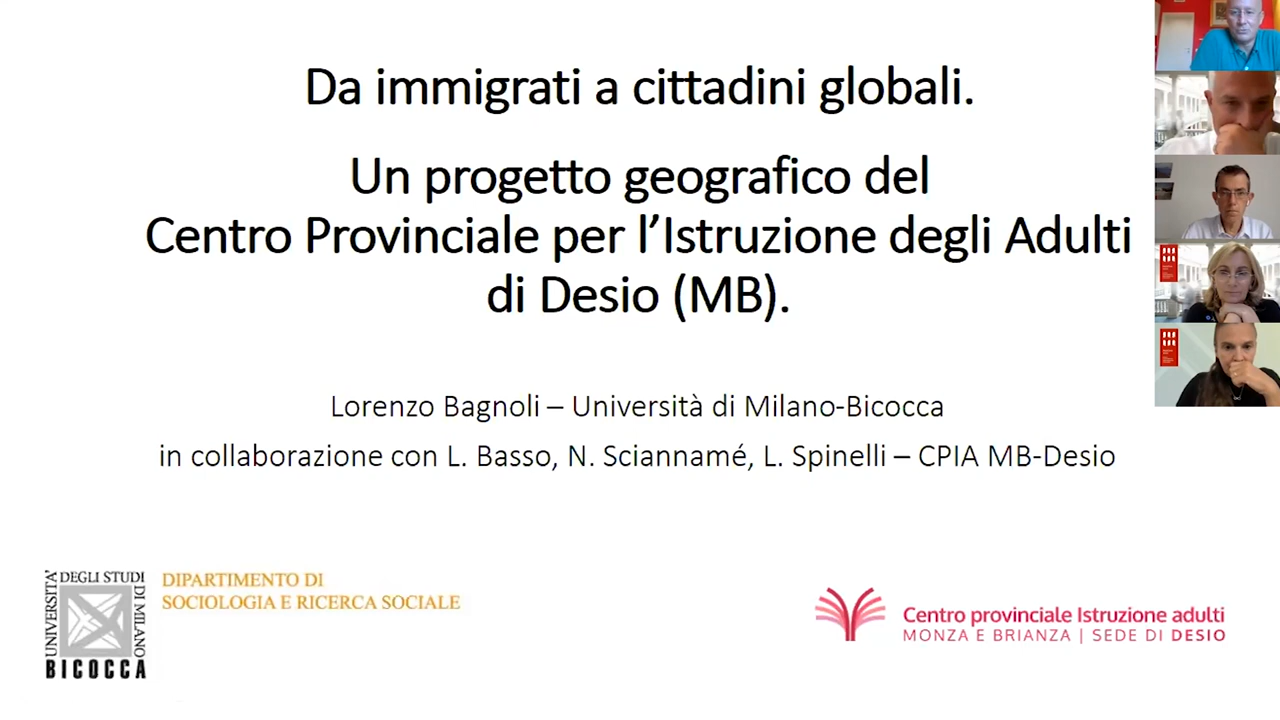 Da immigrati a cittadini globali.
Un progetto geografico del
Centro Provinciale per l’Istruzione degli Adulti
di Desio (MB).
Lorenzo Bagnoli – Università di Milano-Bicocca
in collaborazione con L. Basso, N. Sciannamé, L. Spinelli – CPIA MB-Desio
UNIVERSITA’
DEGLI STUDI
DI MILANO
BICOCCA
DIPARTIMENTO DI
SOCIOLOGIA E RICERCA SOCIALE
Centro provinciale Istruzione adulti
MONZA E BRIANZA | SEDE DI DESIO